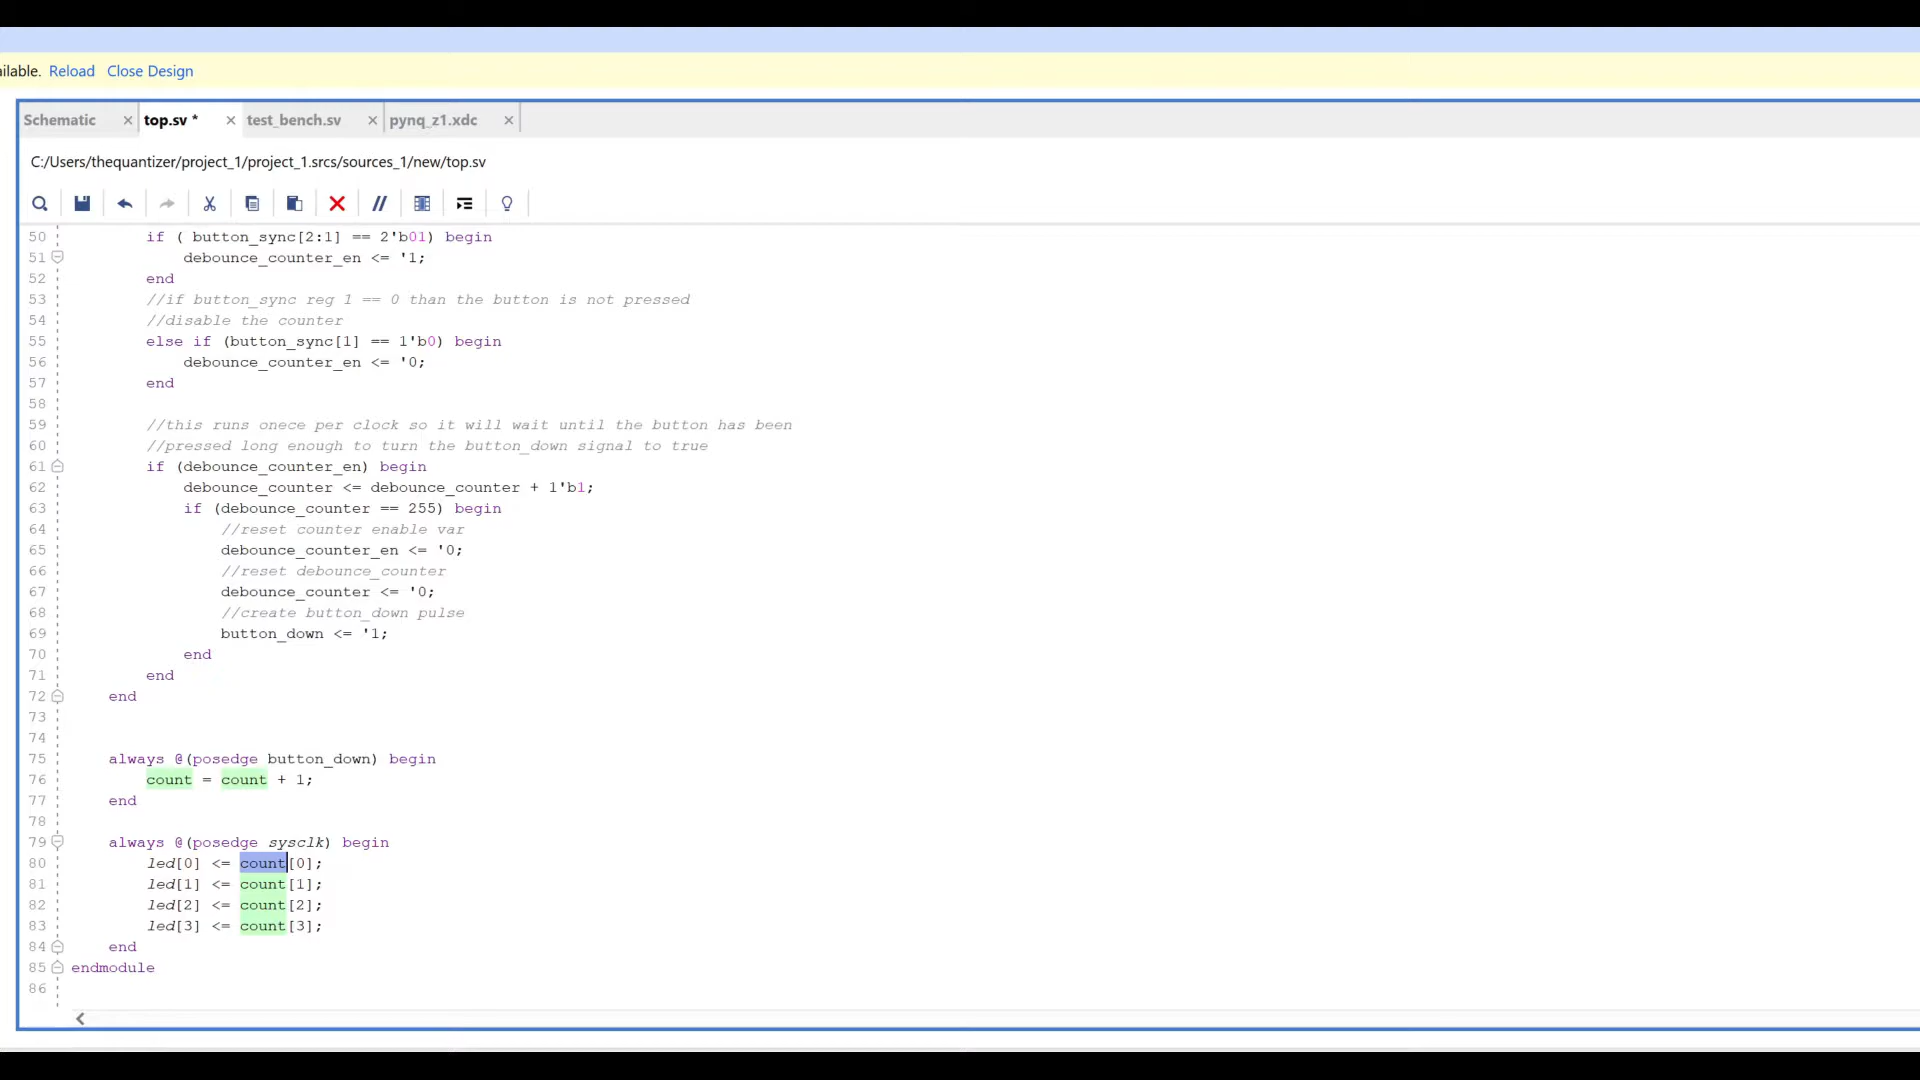 ailable. Reload Close Design
Schematic top.sv * test_bench.sv pynq_z1.xdc
C:/Users/thequantizer/project_1/project_1.srcs/sources_1/new/top.sv
50 if ( button_sync[2:1] == 2'b01) begin
51 debounce_counter_en <= '1;
52 end
53 //if button_sync reg 1 == 0 than the button is not pressed
54 //disable the counter
55 else if (button_sync[1] == 1'b0) begin
56 debounce_counter_en <= '0;
57 end
58
59 //this runs onece per clock so it will wait until the button has been
60 //pressed long enough to turn the button_down signal to true
61 if (debounce_counter_en) begin
62 debounce_counter <= debounce_counter + 1'b1;
63 if (debounce_counter == 255) begin
64 //reset counter enable var
65 debounce_counter_en <= '0;
66 //reset debounce_counter
67 debounce_counter <= '0;
68 //create button_down pulse
69 button_down <= '1;
70 end
71 end
72 end
73
74
75 always @(posedge button_down) begin
76 count = count + 1;
77 end
78
79 always @(posedge sysclk) begin
80 led[0] <= count[0];
81 led[1] <= count[1];
82 led[2] <= count[2];
83 led[3] <= count[3];
84 end
85 endmodule
86